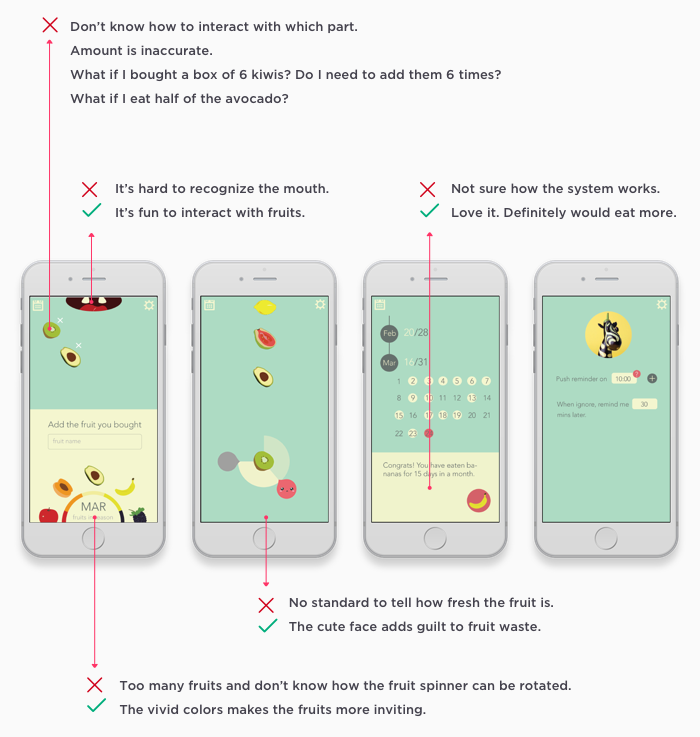 Don't know how to interact with which part.
Amount is inaccurate.
What if I bought a box of 6 kiwis? Do I need to add them 6 times?
What if I eat half of the avocado?
It's hard to recognize the mouth.
It's fun to interact with fruits.
Not sure how the system works.
Love it. Definitely would eat more.
Add the fruit you bought
fruit name
MAR
fruits in season
Feb 20/28
Mar 16/31
1 2 3 4 5 6 7
8 9 10 11 12 13 14
15 16 17 18 19 20 21
22 23
Congrats! You have eaten ba-
nanas for 15 days in a month.
Push reminder on 10:00
When ignore, remind me 30
mins later.
No standard to tell how fresh the fruit is.
The cute face adds guilt to fruit waste.
Too many fruits and don't know how the fruit spinner can be rotated.
The vivid colors makes the fruits more inviting.